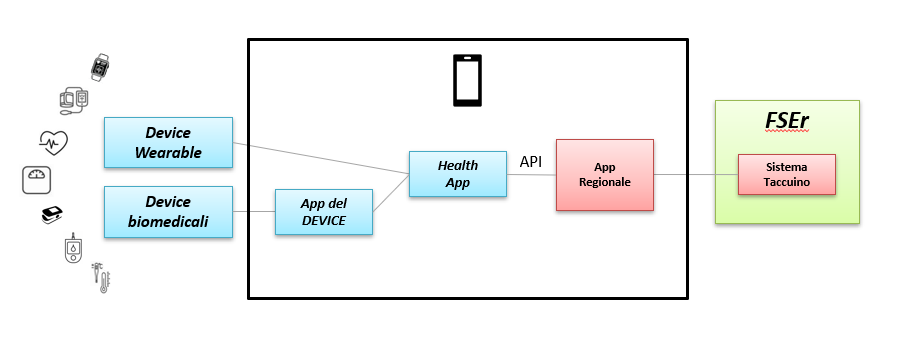 Device
Wearable
Device
biomedicali
App del
DEVICE
Health
App
API
App
Regionale
FSEr
Sistema
Taccuino